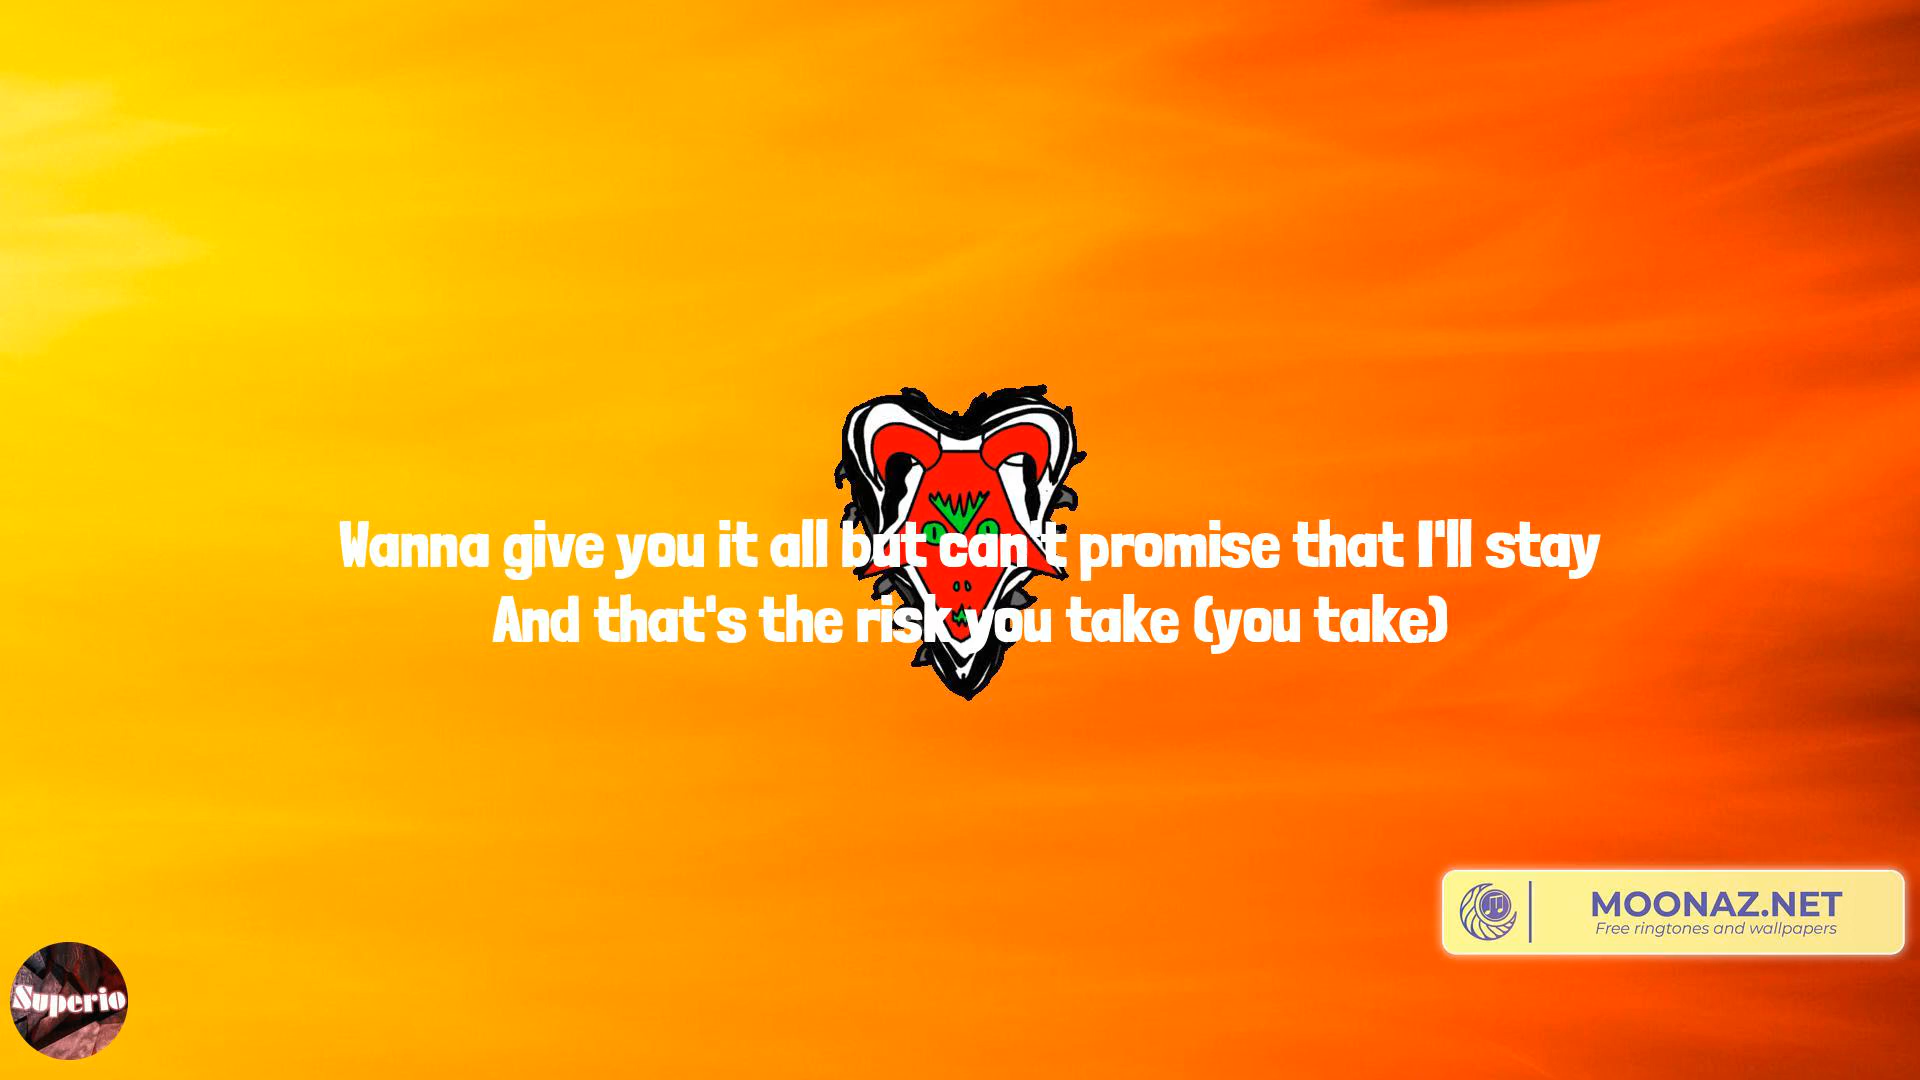 Wanna give you it all but can't promise that I'll stay
And that's the risk you take (you take)
MOONAZ.NET
Free ringtones and wallpapers
Superio